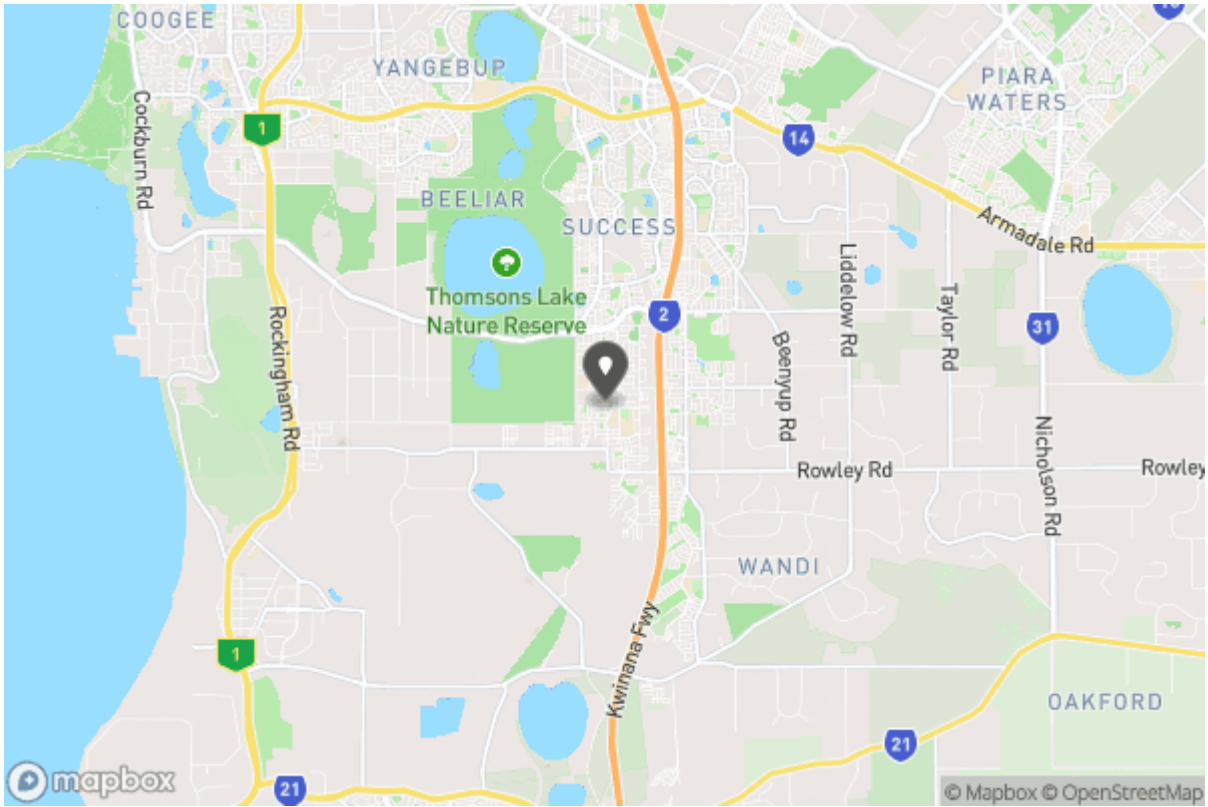 COOGEE
YANGEBUP
PIARA
WATERS
Cockburn Rd
1
14
BEELIAR
SUCCESS
Armadale Rd
Thomsons Lake
Nature Reserve
Liddelow Rd
Taylor Rd
2
31
Rockingham Rd
Beenyup Rd
Nicholson Rd
Rowley Rd
Rowley
WANDI
Kwinana Fwy
1
OAKFORD
21
21
mapbox
© Mapbox © OpenStreetMap